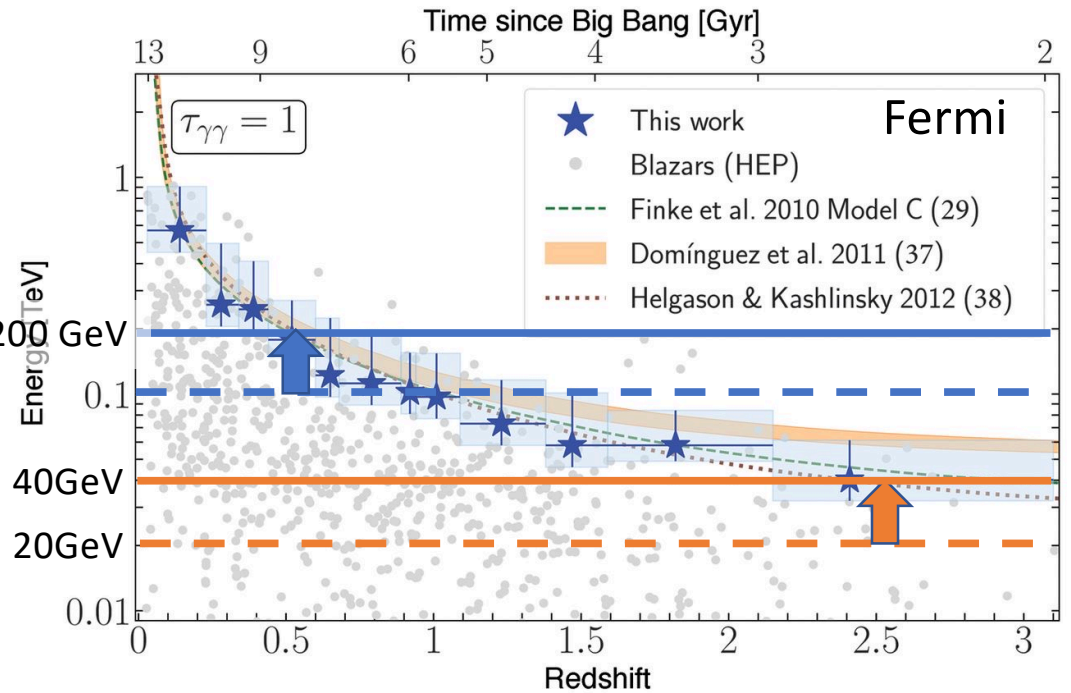 Time since Big Bang [Gyr]
13 9 6 5 4 3 2
τγγ = 1
Fermi
This work
Blazars (HEP)
Finke et al. 2010 Model C (29)
Domínguez et al. 2011 (37)
Helgason & Kashlinsky 2012 (38)
Energy [TeV]
1
200 GeV
0.1
40GeV
20GeV
0.01
0 0.5 1 1.5 2 2.5 3
Redshift